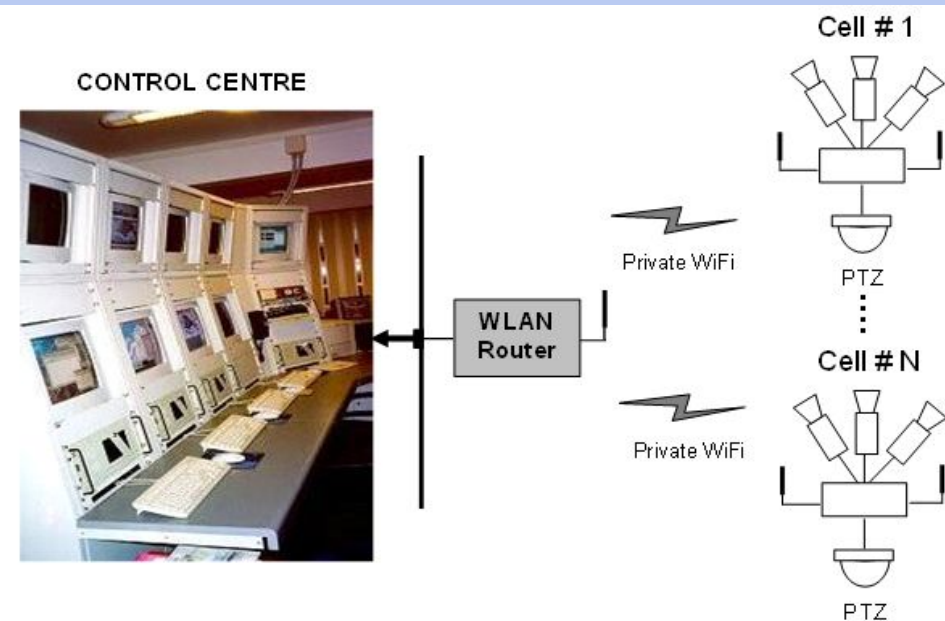 Cell # 1
CONTROL CENTRE
Private WiFi
PTZ
WLAN
Router
Cell # N
Private WiFi
PTZ